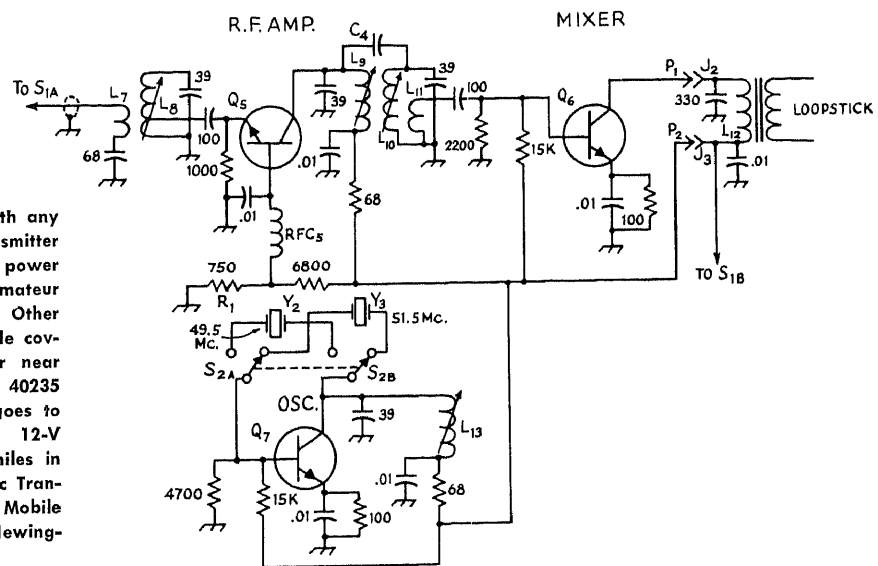 R.F. AMP.
MIXER
C4
L9
P1 J2
TO S1A
L7
L8
39
Q5
39
L10
L11
39
100
Q6
330
LOOPSTICK
100
68
1000
.01
.01
2200
15K
P2
J3
L12
.01
.01
100
68
RFC5
TO S1B
750
6800
R1
Y2
Y3
49.5
Mc.
51.5 Mc.
S2A
S2B
OSC.
39
L13
Q7
4700
15K
.01
100
.01
68
th any
smitter
power
mateur
Other
le cov-
r near
40235
goes to
12-V
niles in
c Tran-
Mobile
lewing-